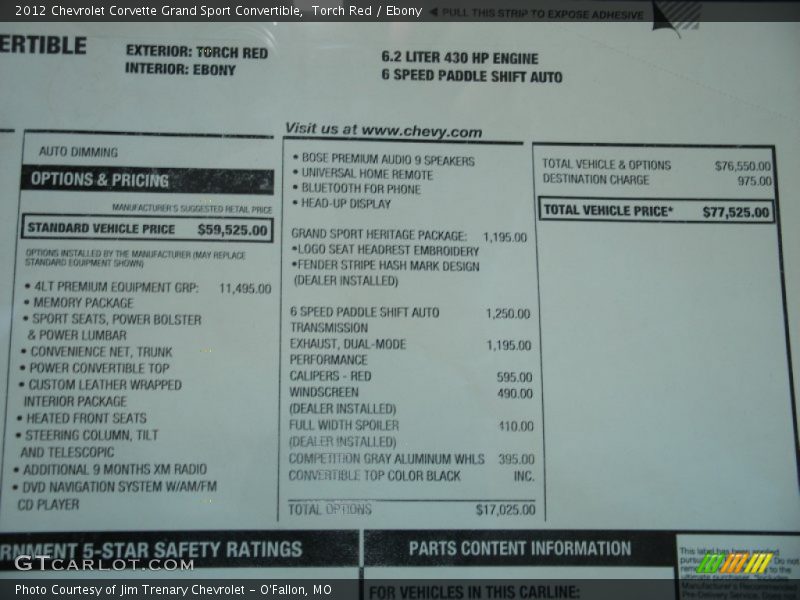 2012 Chevrolet Corvette Grand Sport Convertible, Torch Red / Ebony
PULL THIS STRIP TO EXPOSE ADHESIVE
ERTIBLE
EXTERIOR: TORCH RED
INTERIOR: EBONY
6.2 LITER 430 HP ENGINE
6 SPEED PADDLE SHIFT AUTO
AUTO DIMMING
OPTIONS & PRICING
MANUFACTURER'S SUGGESTED RETAIL PRICE
STANDARD VEHICLE PRICE $59,525.00
OPTIONS INSTALLED BY THE MANUFACTURER (MAY REPLACE
STANDARD EQUIPMENT SHOWN)
• 4LT PREMIUM EQUIPMENT GRP: 11,495.00
• MEMORY PACKAGE
• SPORT SEATS, POWER BOLSTER
& POWER LUMBAR
• CONVENIENCE NET, TRUNK
• POWER CONVERTIBLE TOP
• CUSTOM LEATHER WRAPPED
INTERIOR PACKAGE
• HEATED FRONT SEATS
• STEERING COLUMN, TILT
AND TELESCOPIC
• ADDITIONAL 9 MONTHS XM RADIO
• DVD NAVIGATION SYSTEM W/AM/FM
CD PLAYER
Visit us at www.chevy.com
• BOSE PREMIUM AUDIO 9 SPEAKERS
• UNIVERSAL HOME REMOTE
• BLUETOOTH FOR PHONE
• HEAD-UP DISPLAY
GRAND SPORT HERITAGE PACKAGE: 1,195.00
•LOGO SEAT HEADREST EMBROIDERY
•FENDER STRIPE HASH MARK DESIGN
(DEALER INSTALLED)
6 SPEED PADDLE SHIFT AUTO 1,250.00
TRANSMISSION
EXHAUST, DUAL-MODE 1,195.00
PERFORMANCE
CALIPERS - RED 595.00
WINDSCREEN 490.00
(DEALER INSTALLED)
FULL WIDTH SPOILER 410.00
(DEALER INSTALLED)
COMPETITION GRAY ALUMINUM WHLS 395.00
CONVERTIBLE TOP COLOR BLACK INC.
TOTAL OPTIONS $17,025.00
TOTAL VEHICLE & OPTIONS $76,550.00
DESTINATION CHARGE 975.00
TOTAL VEHICLE PRICE* $77,525.00
RNMENT 5-STAR SAFETY RATINGS
PARTS CONTENT INFORMATION
This label has been applied
GTCARLOT.COM
Photo Courtesy of Jim Trenary Chevrolet - O'Fallon, MO
FOR VEHICLES IN THIS CARLINE: